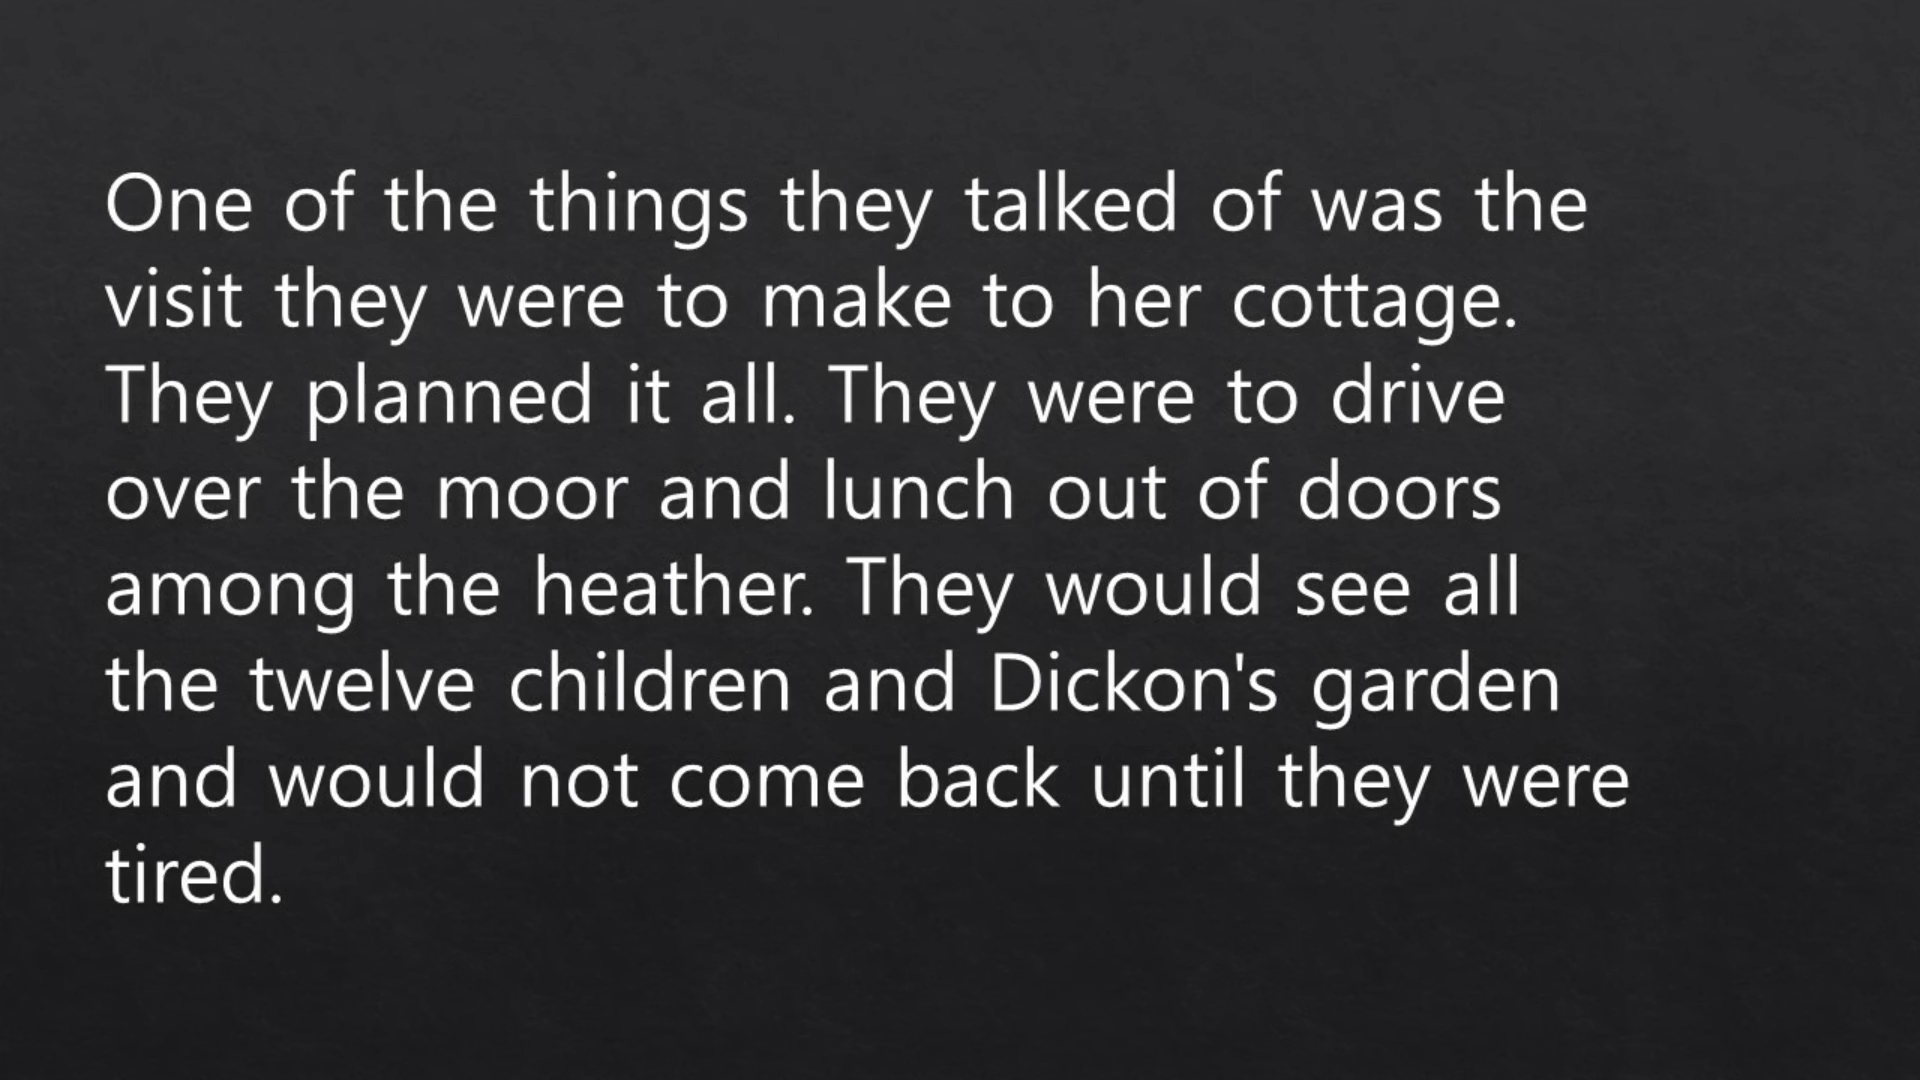 One of the things they talked of was the
visit they were to make to her cottage.
They planned it all. They were to drive
over the moor and lunch out of doors
among the heather. They would see all
the twelve children and Dickon's garden
and would not come back until they were
tired.